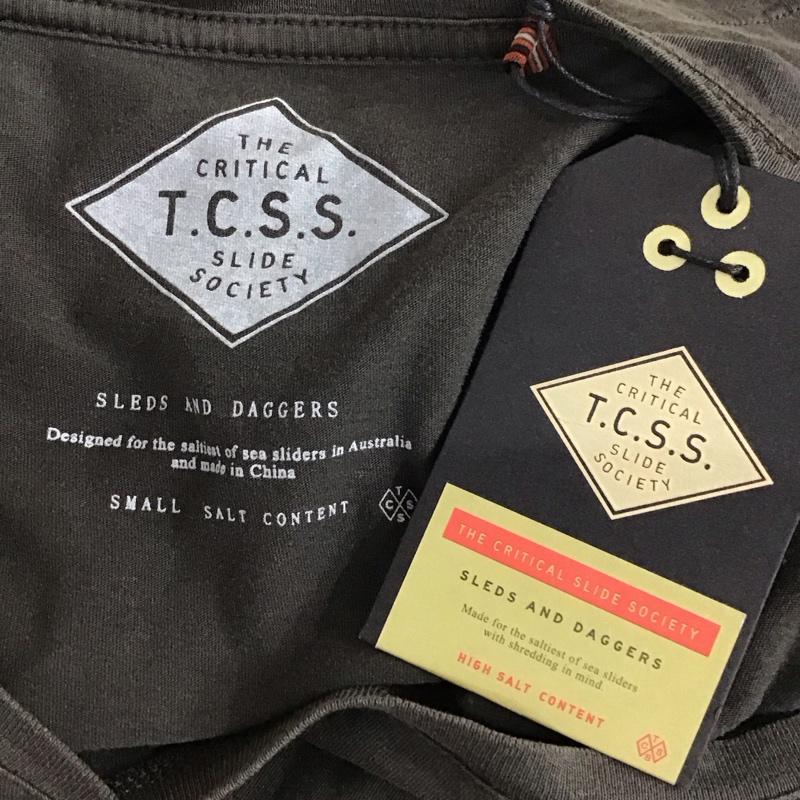 THE
CRITICAL
T.C.S.S.
SLIDE
SOCIETY
SLEDS AND DAGGERS
Designed for the saltiest of sea sliders in Australia
and made in China
SMALL SALT CONTENT
T
C S
S
THE
CRITICAL
T.C.S.S.
SLIDE
SOCIETY
THE CRITICAL SLIDE SOCIETY
SLEDS AND DAGGERS
Made for the saltiest of sea sliders
with shredding in mind.
HIGH SALT CONTENT
T
C S
S